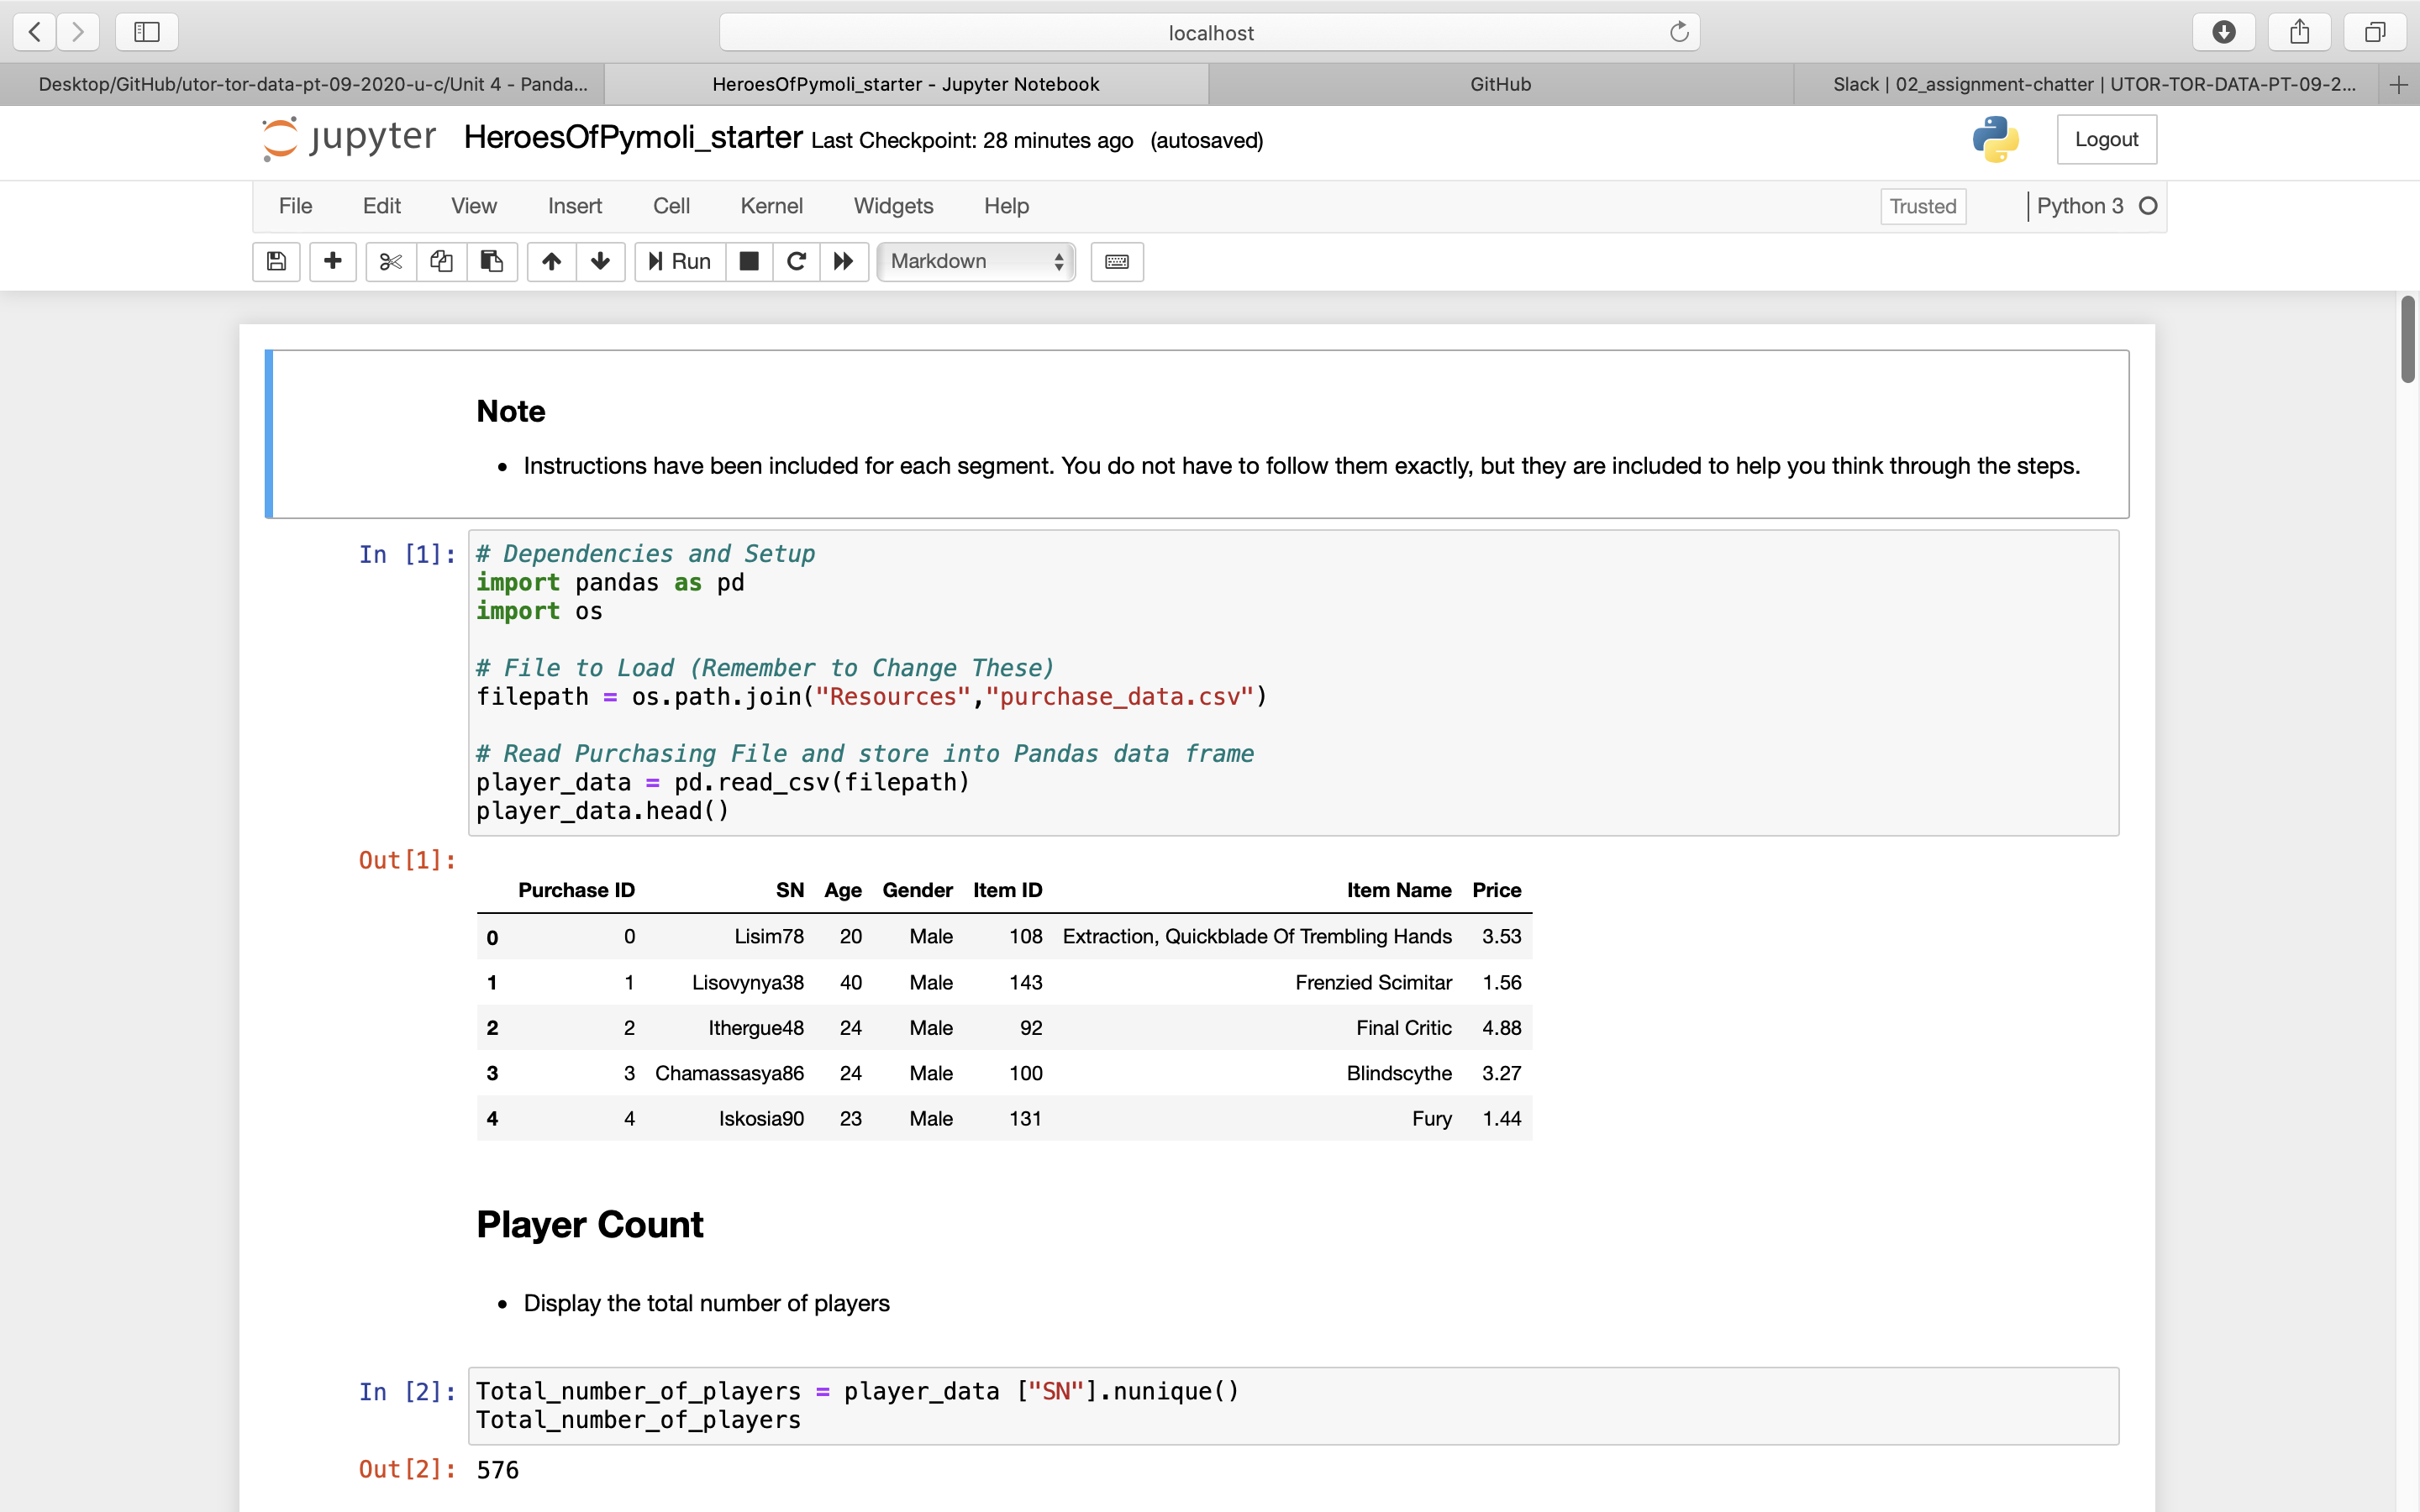 localhost
Desktop/GitHub/utor-tor-data-pt-09-2020-u-c/Unit 4 - Panda...
HeroesOfPymoli_starter - Jupyter Notebook
GitHub
Slack | 02_assignment-chatter | UTOR-TOR-DATA-PT-09-2...
jupyter HeroesOfPymoli_starter Last Checkpoint: 28 minutes ago (autosaved)
Logout
File Edit View Insert Cell Kernel Widgets Help
Trusted
Python 3
Run
Markdown
Note
• Instructions have been included for each segment. You do not have to follow them exactly, but they are included to help you think through the steps.
In [1]:
# Dependencies and Setup
import pandas as pd
import os
# File to Load (Remember to Change These)
filepath = os.path.join("Resources","purchase_data.csv")
# Read Purchasing File and store into Pandas data frame
player_data = pd.read_csv(filepath)
player_data.head()
Out[1]:
Purchase ID SN Age Gender Item ID Item Name Price
0 0 Lisim78 20 Male 108 Extraction, Quickblade Of Trembling Hands 3.53
1 1 Lisovynya38 40 Male 143 Frenzied Scimitar 1.56
2 2 Ithergue48 24 Male 92 Final Critic 4.88
3 3 Chamassasya86 24 Male 100 Blindscythe 3.27
4 4 Iskosia90 23 Male 131 Fury 1.44
Player Count
• Display the total number of players
In [2]:
Total_number_of_players = player_data ["SN"].nunique()
Total_number_of_players
Out[2]: 576